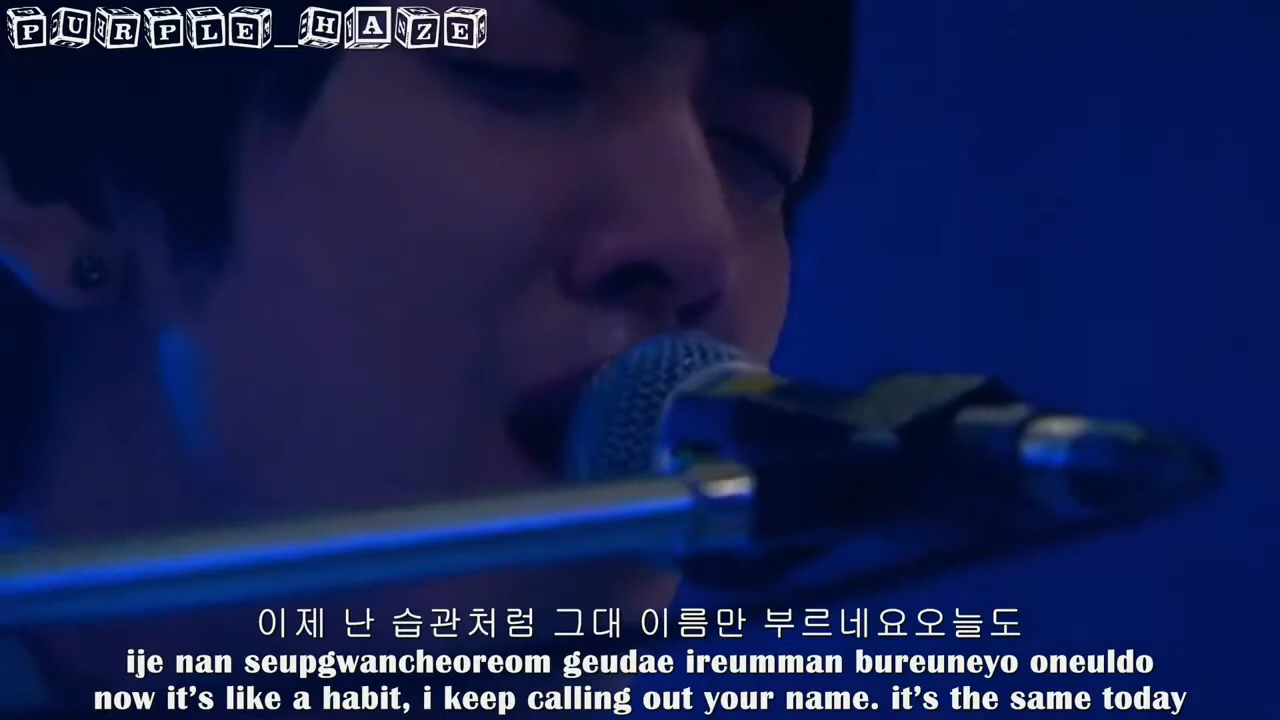 PURPLE_HAZE
이제 난 습관처럼 그대 이름만 부르네요오늘도
ije nan seupgwancheoreom geudae ireumman bureuneyo oneuldo
now it's like a habit, i keep calling out your name. it's the same today